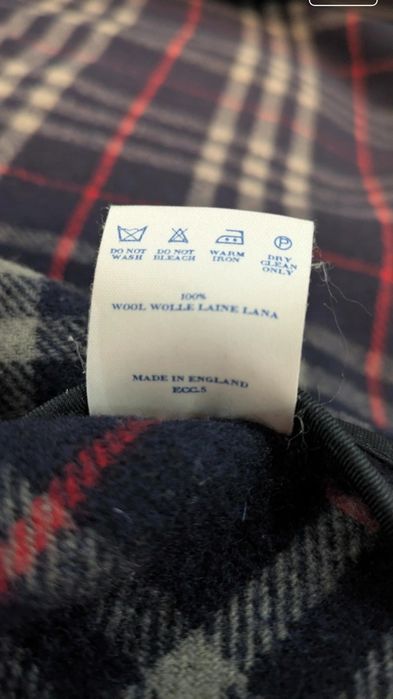 DO NOT WASH
DO NOT BLEACH
WARM IRON
P
DRY CLEAN ONLY
100%
WOOL WOLLE LAINE LANA
MADE IN ENGLAND
ECC.5